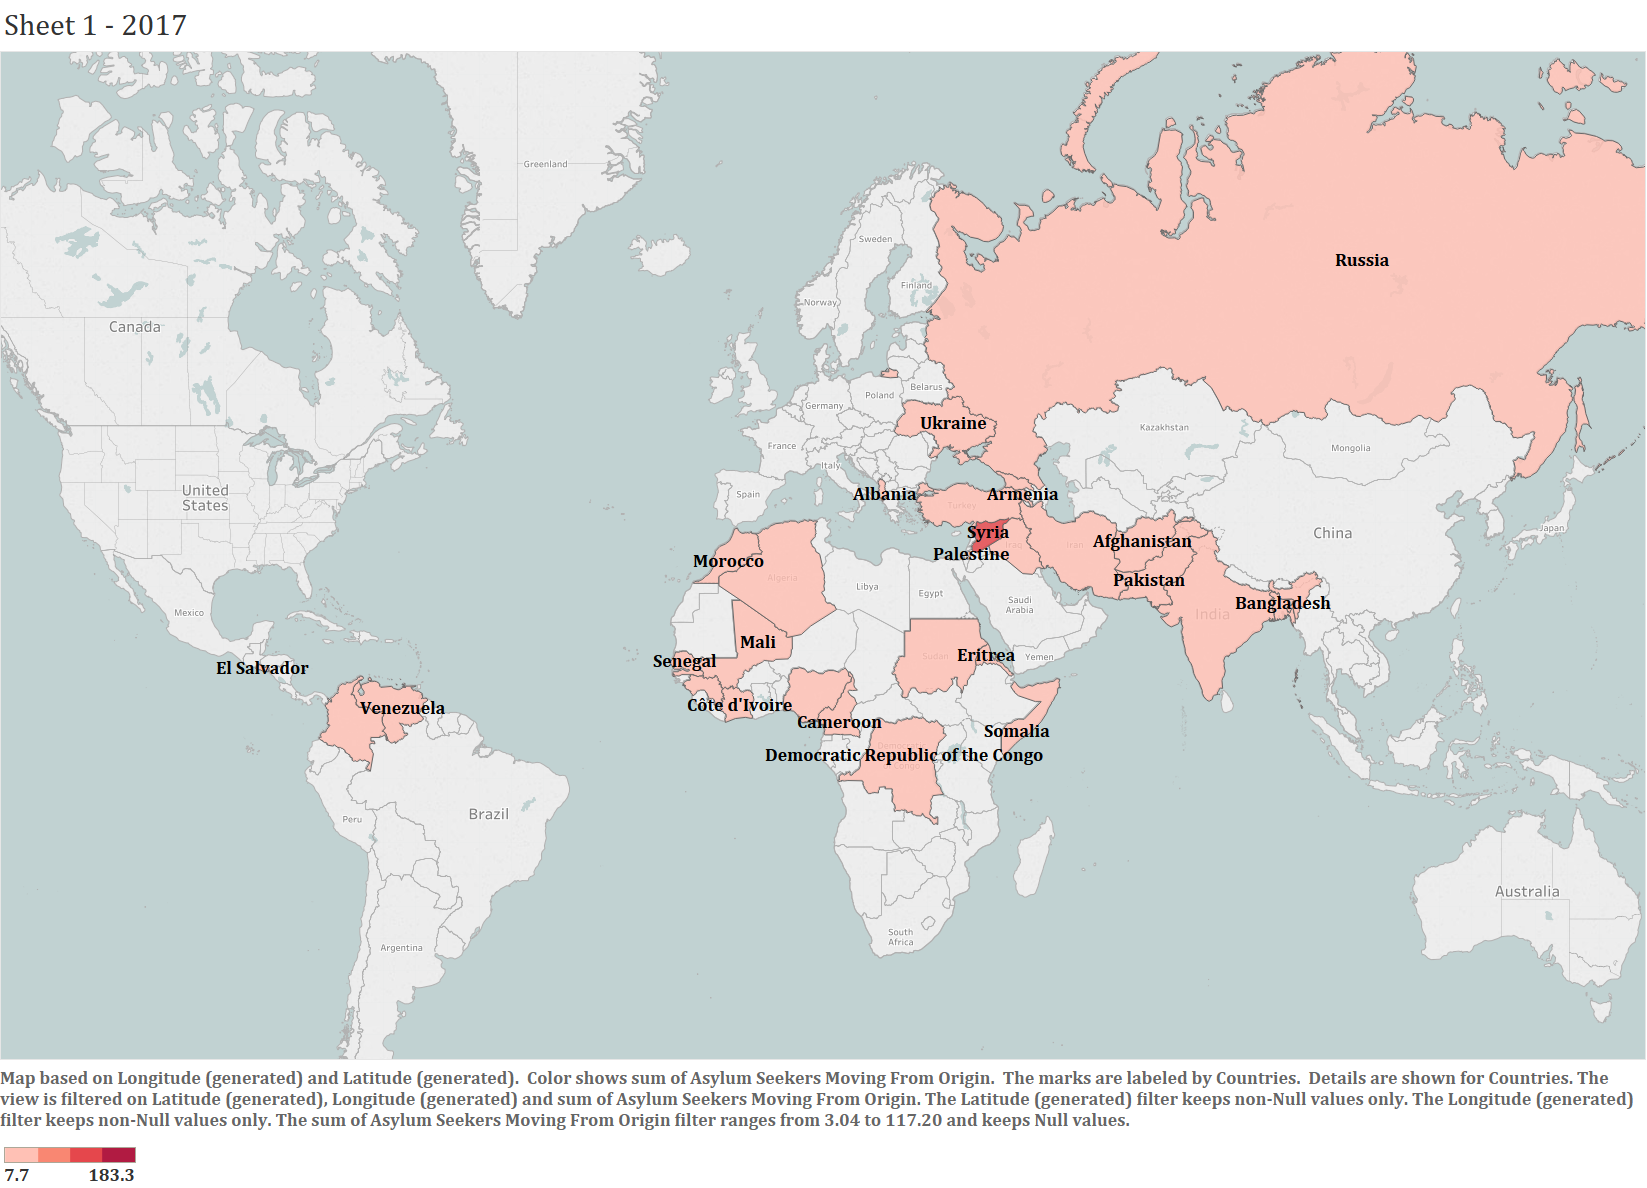 Sheet 1 - 2017
Greenland
Russia
Sweden
Finland
Norway
Canada
Belarus
Poland
Germany
Ukraine
Kazakhstan
France
Mongolia
Italy
United
States
Spain
Albania
Armenia
Turkey
Japan
Syria
China
Afghanistan
Iraq
Iran
Palestine
Morocco
Algeria
Pakistan
Libya
Egypt
Saudi
Arabia
Bangladesh
India
Mexico
Mali
Senegal
Sudan
Eritrea
Yemen
El Salvador
Venezuela
Côte d'Ivoire
Cameroon
Somalia
Democratic Republic of the Congo
Congo
Brazil
Peru
Australia
South
Africa
Argentina
Map based on Longitude (generated) and Latitude (generated).  Color shows sum of Asylum Seekers Moving From Origin.  The marks are labeled by Countries.  Details are shown for Countries. The
view is filtered on Latitude (generated), Longitude (generated) and sum of Asylum Seekers Moving From Origin. The Latitude (generated) filter keeps non-Null values only. The Longitude (generated)
filter keeps non-Null values only. The sum of Asylum Seekers Moving From Origin filter ranges from 3.04 to 117.20 and keeps Null values.
7.7 183.3